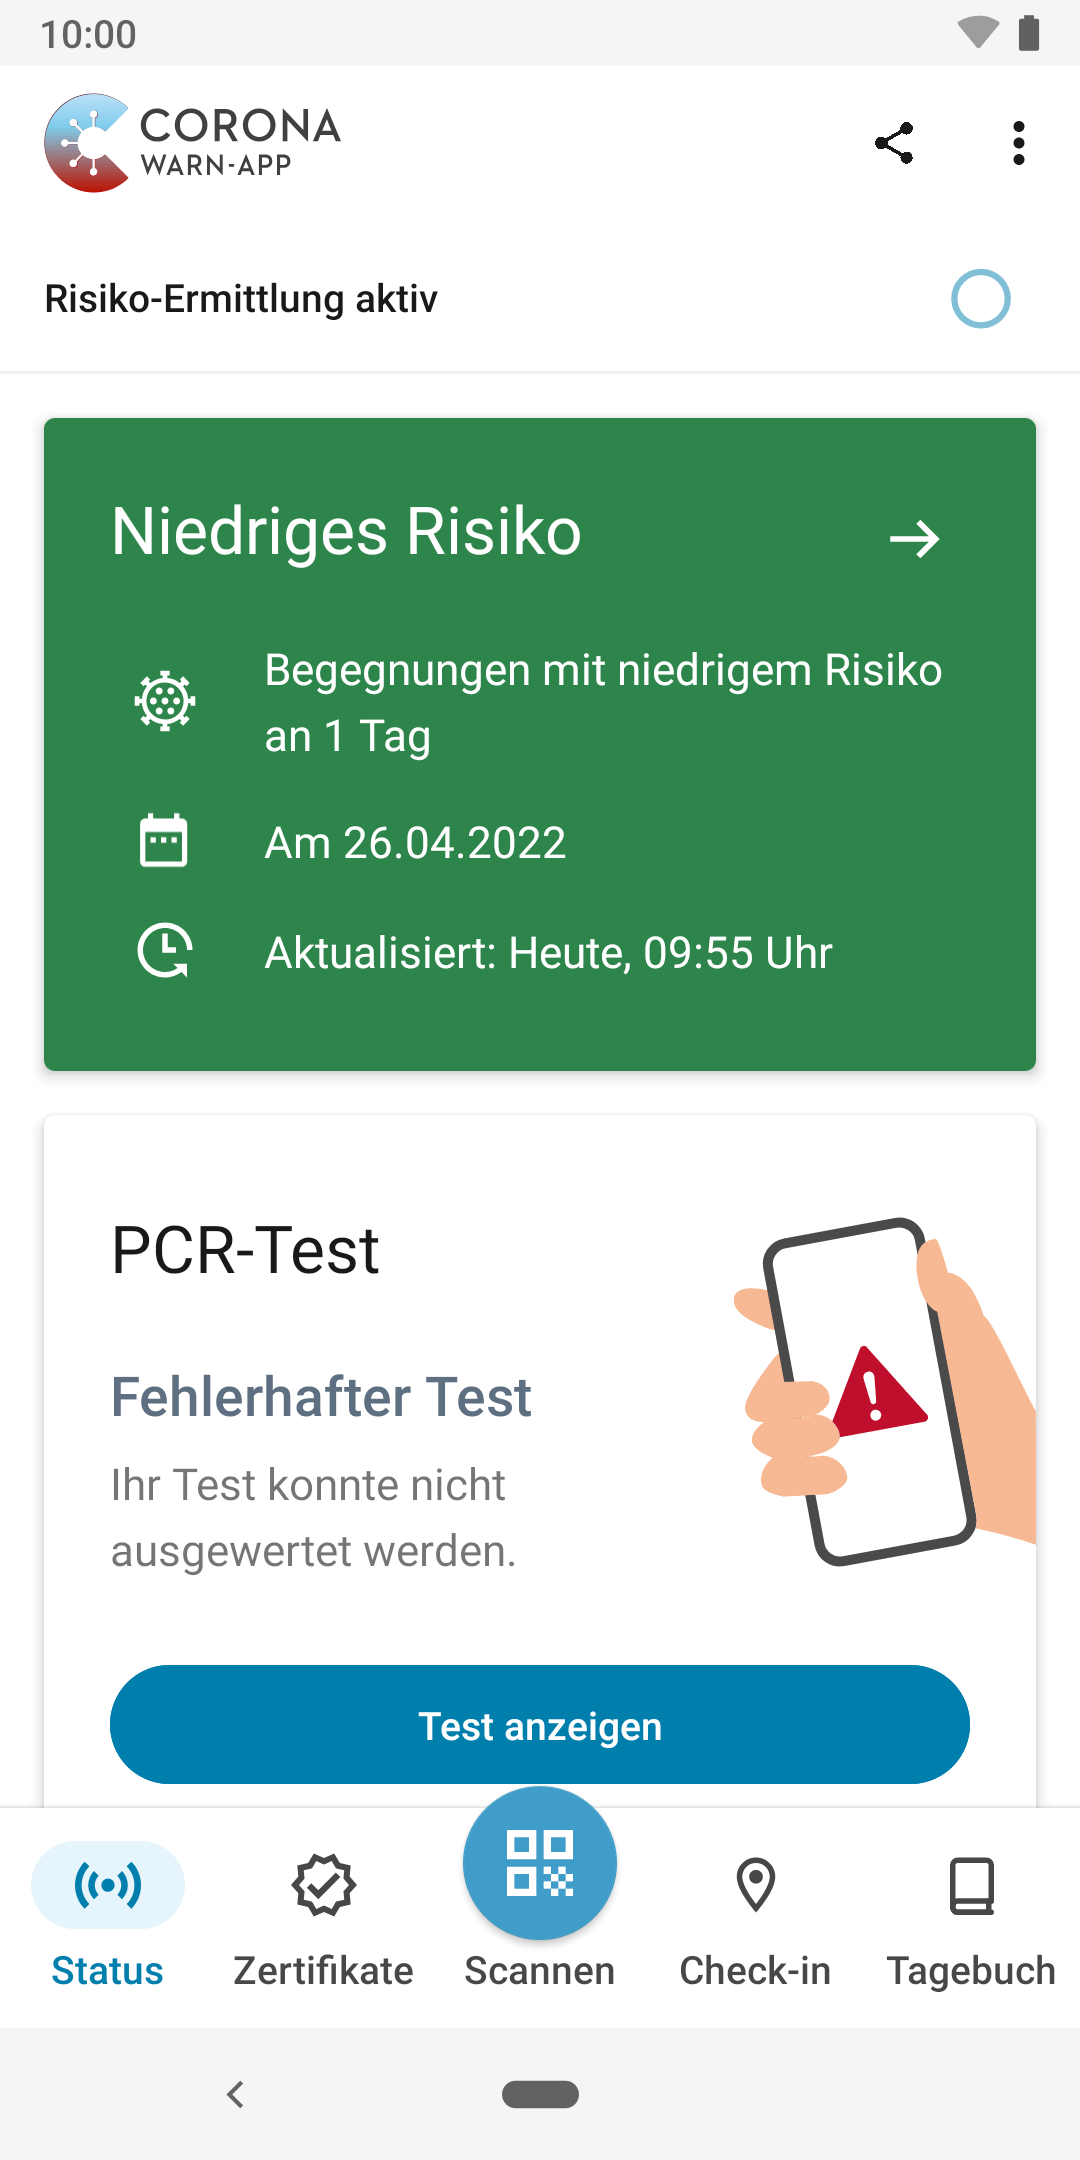 10:00
CORONA
WARN-APP
Risiko-Ermittlung aktiv
Niedriges Risiko
Begegnungen mit niedrigem Risiko
an 1 Tag
Am 26.04.2022
Aktualisiert: Heute, 09:55 Uhr
PCR-Test
Fehlerhafter Test
Ihr Test konnte nicht
ausgewertet werden.
Test anzeigen
Status
Zertifikate
Scannen
Check-in
Tagebuch